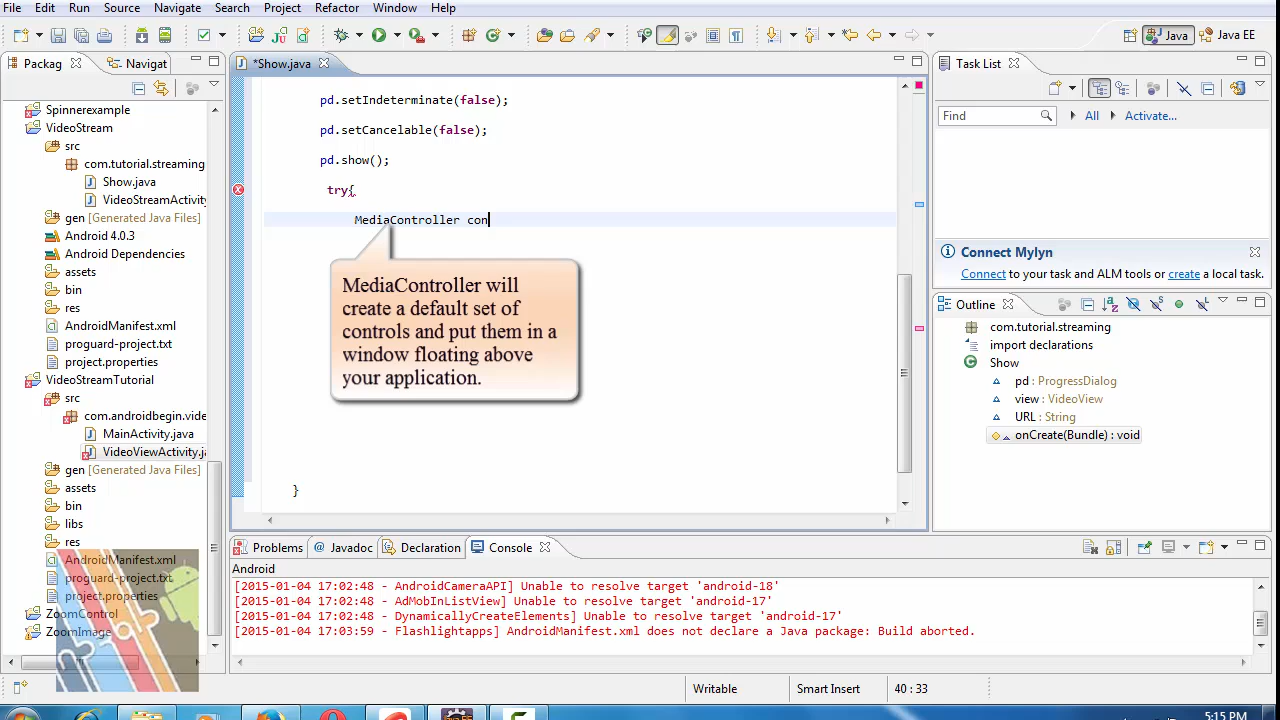 File Edit Run Source Navigate Search Project Refactor Window Help
Java
Java EE
Packag
Navigat
Spinnerexample
VideoStream
src
com.tutorial.streaming
Show.java
VideoStreamActivity
gen [Generated Java Files]
Android 4.0.3
Android Dependencies
assets
bin
res
AndroidManifest.xml
proguard-project.txt
project.properties
VideoStreamTutorial
src
com.androidbegin.vide
MainActivity.java
VideoViewActivity.ja
gen [Generated Java Files]
assets
bin
libs
res
AndroidManifest.xml
proguard-project.txt
project.properties
ZoomControl
ZoomImage
*Show.java
pd.setIndeterminate(false);
pd.setCancelable(false);
pd.show();
try{
MediaController con
MediaController will
create a default set of
controls and put them in a
window floating above
your application.
}
Task List
Find
All
Activate...
Connect Mylyn
Connect to your task and ALM tools or create a local task.
Outline
com.tutorial.streaming
import declarations
Show
pd : ProgressDialog
view : VideoView
URL : String
onCreate(Bundle) : void
Problems
Javadoc
Declaration
Console
Android
[2015-01-04 17:02:48 - AndroidCameraAPI] Unable to resolve target 'android-18'
[2015-01-04 17:02:48 - AdMobInListView] Unable to resolve target 'android-17'
[2015-01-04 17:02:48 - DynamicallyCreateElements] Unable to resolve target 'android-17'
[2015-01-04 17:03:59 - Flashlightapps] AndroidManifest.xml does not declare a Java package: Build aborted.
Writable
Smart Insert
40 : 33
5:15 PM